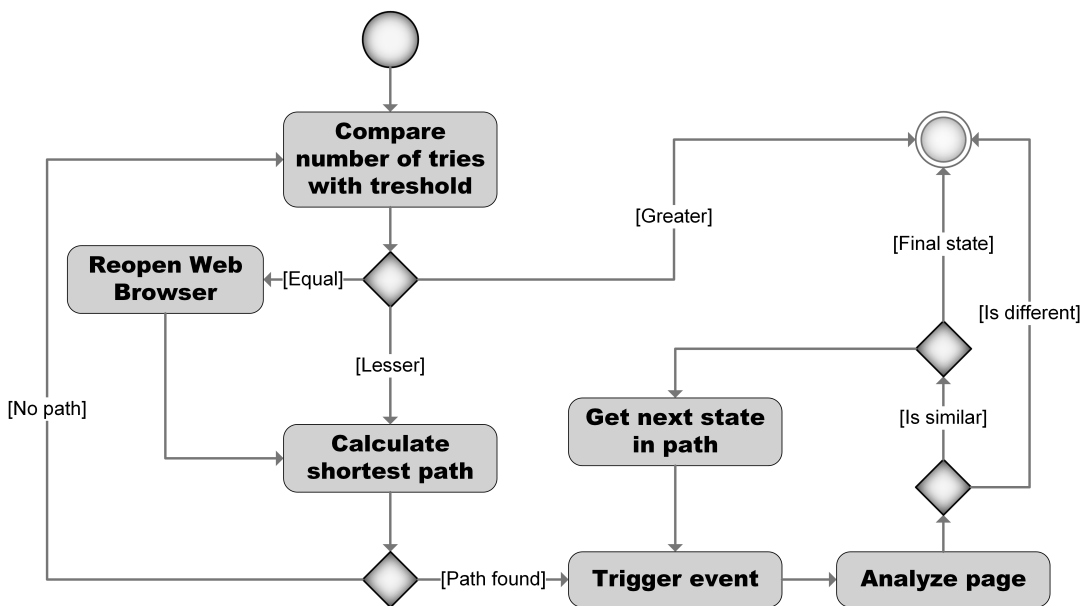 Compare
number of tries
with treshold
[Greater]
[Final state]
Reopen Web
Browser
[Equal]
[Is different]
[Lesser]
[No path]
Get next state
in path
[Is similar]
Calculate
shortest path
[Path found]
Trigger event
Analyze page